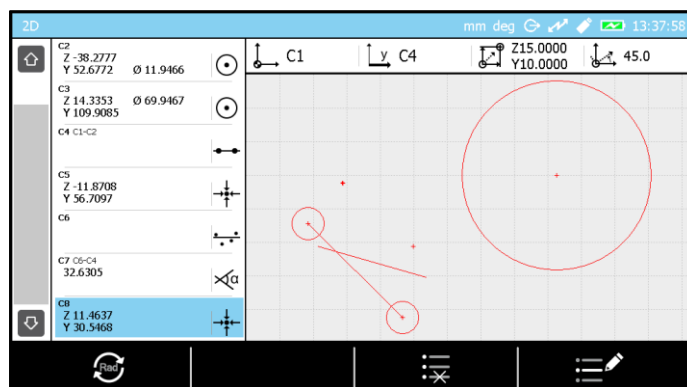 2D
mm deg 13:37:58
C1
y C4
Z15.0000
Y10.0000
45.0
C2
Z -38.2777
Y 52.6772 Ø 11.9466
C3
Z 14.3353 Ø 69.9467
Y 109.9085
C4 C1-C2
C5
Z -11.8708
Y 56.7097
C6
C7 C6-C4
32.6305
α
C8
Z 11.4637
Y 30.5468
Rad